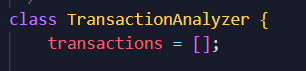 class TransactionAnalyzer {
transactions = [];